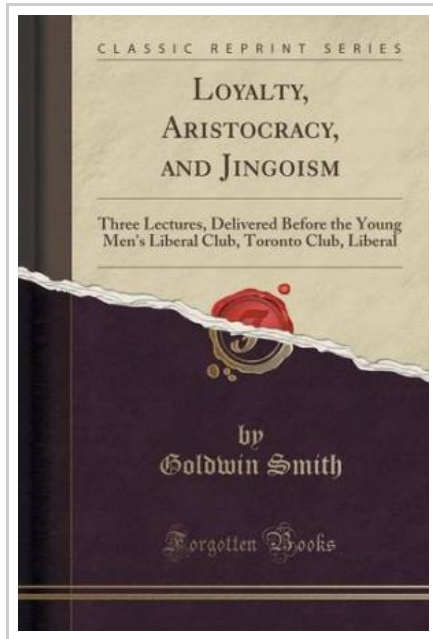 CLASSIC REPRINT SERIES
LOYALTY,
ARISTOCRACY,
AND JINGOISM
Three Lectures, Delivered Before the Young
Men's Liberal Club, Toronto Club, Liberal
by
Goldwin Smith
Forgotten Books